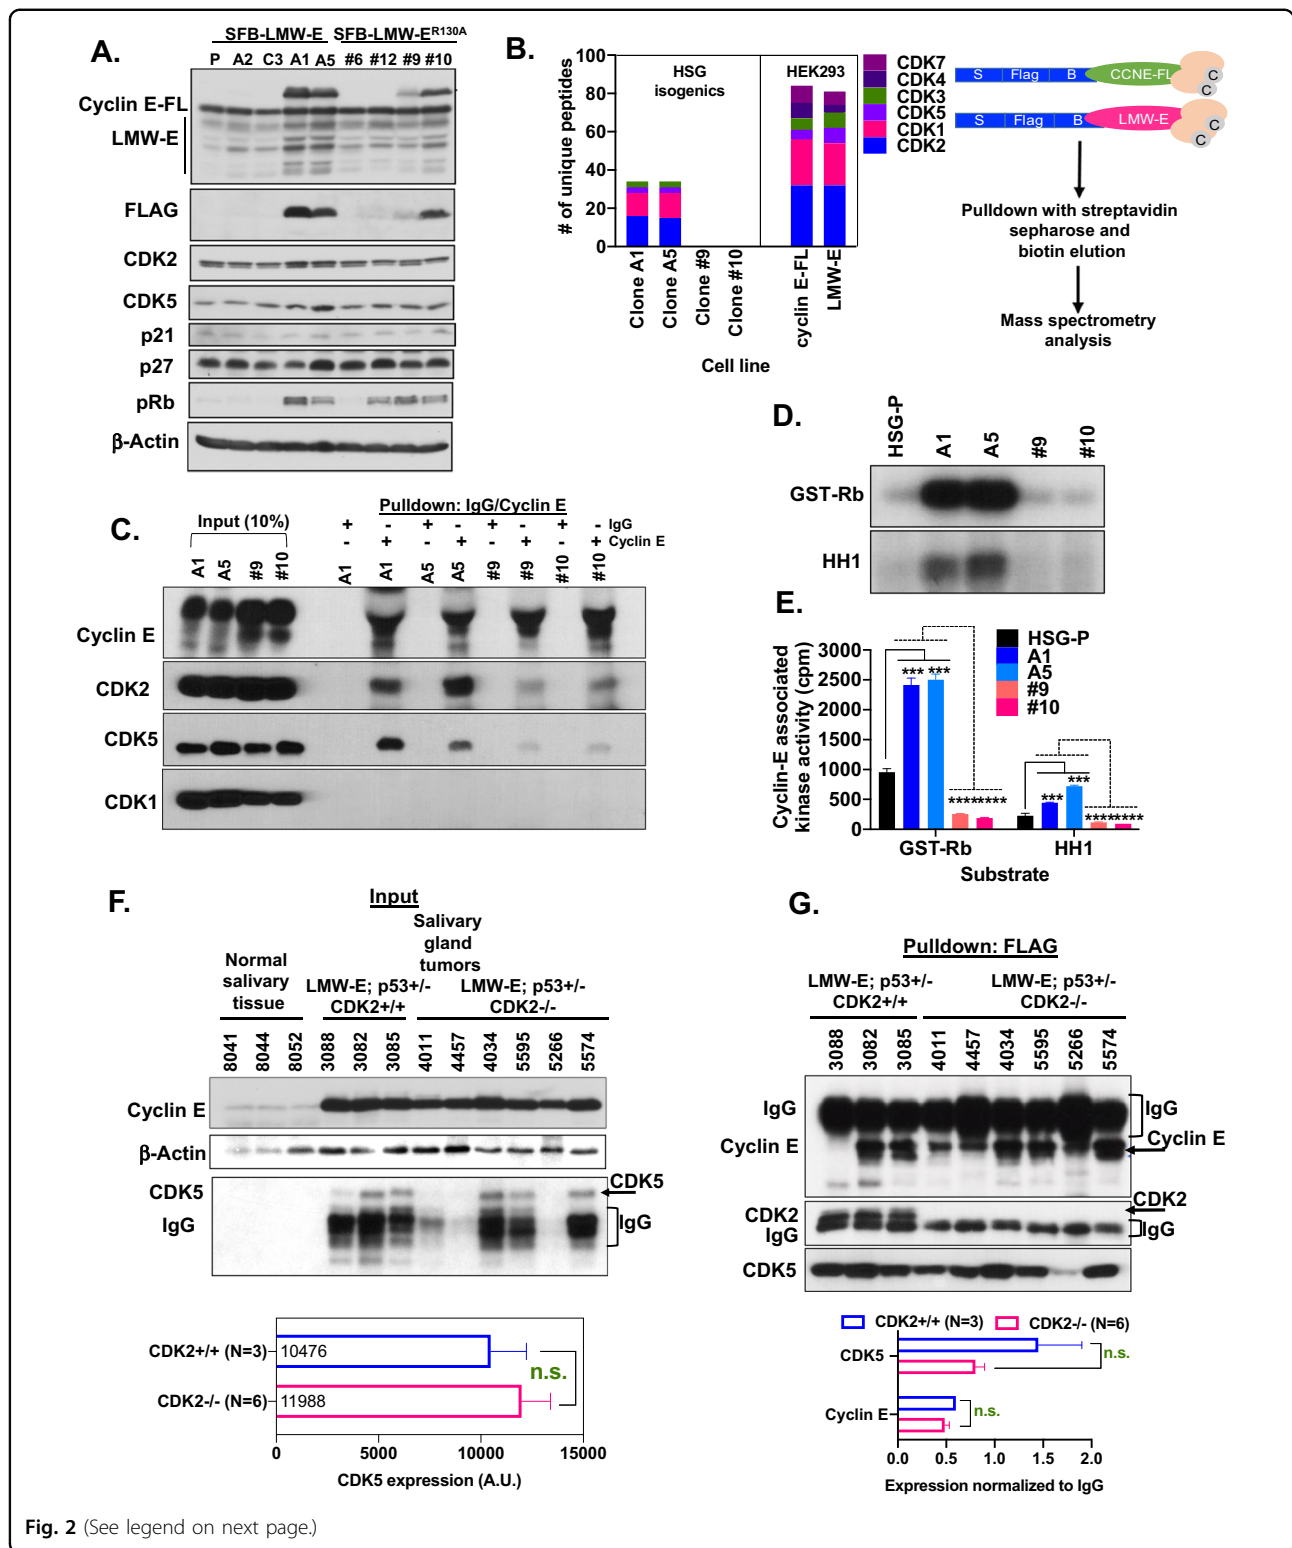 A.
SFB-LMW-E SFB-LMW-E^R130A
P A2 C3 A1 A5 #6 #12 #9 #10
Cyclin E-FL
LMW-E
FLAG
CDK2
CDK5
p21
p27
pRb
β-Actin
B.
# of unique peptides
100
80
60
40
20
0
HSG
isogenics
HEK293
CDK7
CDK4
CDK3
CDK5
CDK1
CDK2
Clone A1
Clone A5
Clone #9
Clone #10
cyclin E-FL
LMW-E
Cell line
S Flag B CCNE-FL C C
S Flag B LMW-E C C
Pulldown with streptavidin
sepharose and
biotin elution
Mass spectrometry
analysis
C.
Input (10%)
Pulldown: IgG/Cyclin E
+ - + - + - + - IgG
- + - + - + - + Cyclin E
A1 A5 #9 #10 A1 A1 A5 A5 #9 #9 #10 #10
Cyclin E
CDK2
CDK5
CDK1
D.
HSG-P A1 A5 #9 #10
GST-Rb
HH1
E.
Cyclin-E associated
kinase activity (cpm)
3000
2500
2000
1500
1000
500
0
HSG-P
A1
A5
#9
#10
*** *** **** ****
*** *** **** ****
GST-Rb HH1
Substrate
F.
Input
Normal
salivary
tissue
Salivary
gland
tumors
LMW-E; p53+/-
CDK2+/+
LMW-E; p53+/-
CDK2-/-
8041 8044 8052 3088 3082 3085 4011 4457 4034 5595 5266 5574
Cyclin E
β-Actin
CDK5
IgG
CDK5
IgG
CDK2+/+ (N=3) 10476
CDK2-/- (N=6) 11988
n.s.
0 5000 10000 15000
CDK5 expression (A.U.)
G.
Pulldown: FLAG
LMW-E; p53+/-
CDK2+/+
LMW-E; p53+/-
CDK2-/-
3088 3082 3085 4011 4457 4034 5595 5266 5574
IgG
Cyclin E
IgG
Cyclin E
CDK2
IgG
CDK2
IgG
CDK5
CDK2+/+ (N=3) CDK2-/- (N=6)
CDK5
n.s.
Cyclin E
n.s.
0.0 0.5 1.0 1.5 2.0
Expression normalized to IgG
Fig. 2 (See legend on next page.)